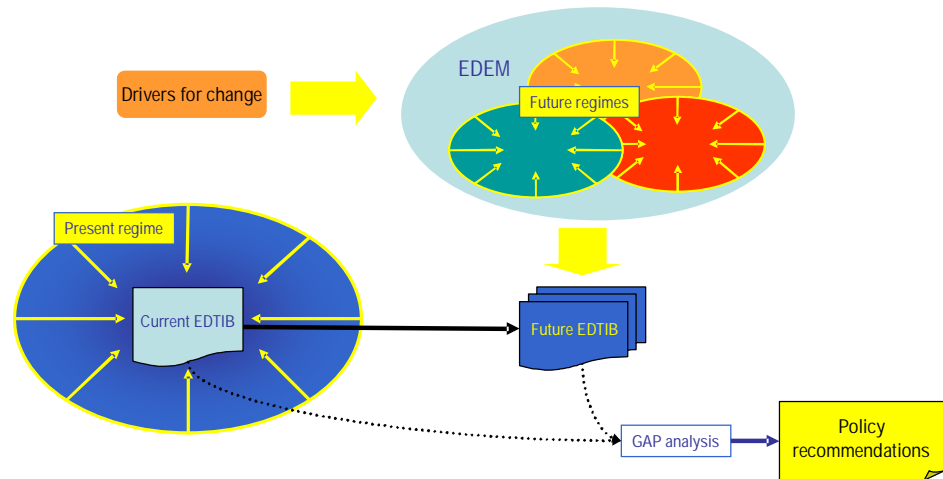 EDEM
Drivers for change
Future regimes
Present regime
Current EDTIB
Future EDTIB
GAP analysis
Policy
recommendations